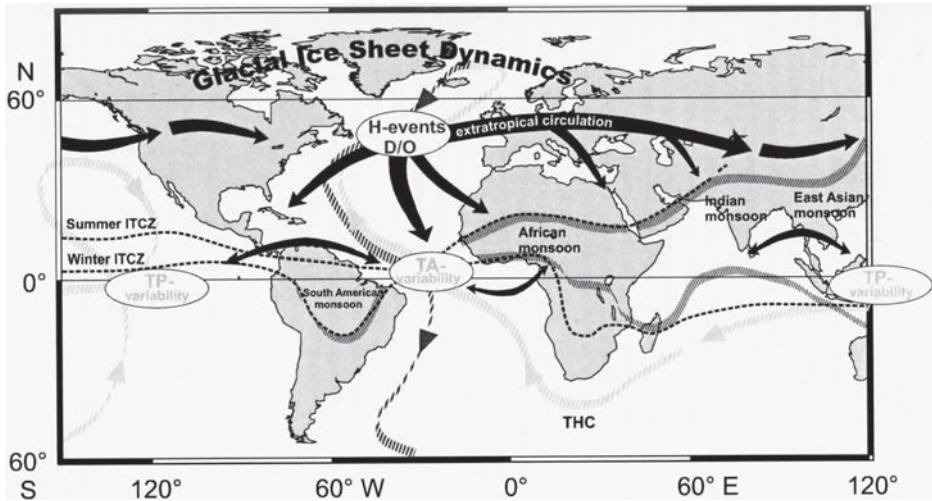 Glacial Ice Sheet Dynamics
N
60°
H-events
D/O
extratropical circulation
Indian
monsoon
East Asian
monsoon
Summer ITCZ
African
monsoon
Winter ITCZ
0°
TP-
variability
TA-
variability
TP-
variability
South American
monsoon
THC
60°
S
120°
60° W
0°
60° E
120°